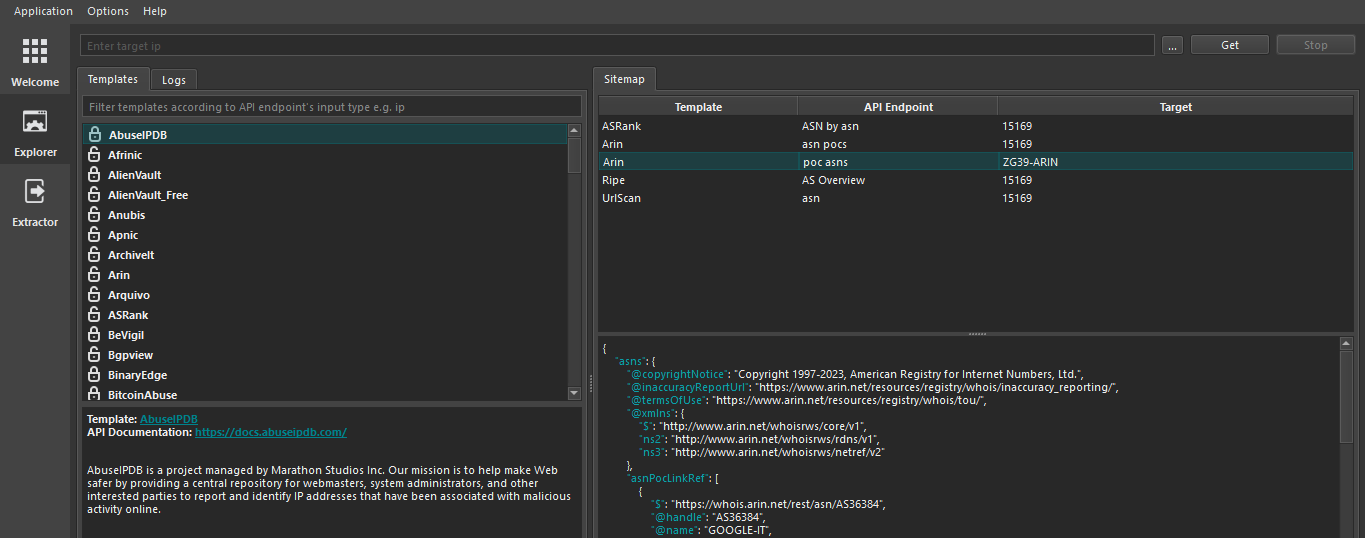 Application Options Help
Enter target ip
... Get Stop
Welcome
Explorer
Extractor
Templates Logs
Filter templates according to API endpoint's input type e.g. ip
AbuseIPDB
Afrinic
AlienVault
AlienVault_Free
Anubis
Apnic
ArchiveIt
Arin
Arquivo
ASRank
BeVigil
Bgpview
BinaryEdge
BitcoinAbuse
Template: AbuseIPDB
API Documentation: https://docs.abuseipdb.com/
AbuseIPDB is a project managed by Marathon Studios Inc. Our mission is to help make Web
safer by providing a central repository for webmasters, system administrators, and other
interested parties to report and identify IP addresses that have been associated with malicious
activity online.
Sitemap
Template API Endpoint Target
ASRank ASN by asn 15169
Arin asn pocs 15169
Arin poc asns ZG39-ARIN
Ripe AS Overview 15169
UrlScan asn 15169
{
"asns": {
"@copyrightNotice": "Copyright 1997-2023, American Registry for Internet Numbers, Ltd.",
"@inaccuracyReportUrl": "https://www.arin.net/resources/registry/whois/inaccuracy_reporting/",
"@termsOfUse": "https://www.arin.net/resources/registry/whois/tou/",
"@xmlns": {
"$": "http://www.arin.net/whoisrws/core/v1",
"ns2": "http://www.arin.net/whoisrws/rdns/v1",
"ns3": "http://www.arin.net/whoisrws/netref/v2"
},
"asnPocLinkRef": [
{
"$": "https://whois.arin.net/rest/asn/AS36384",
"@handle": "AS36384",
"@name": "GOOGLE-IT",